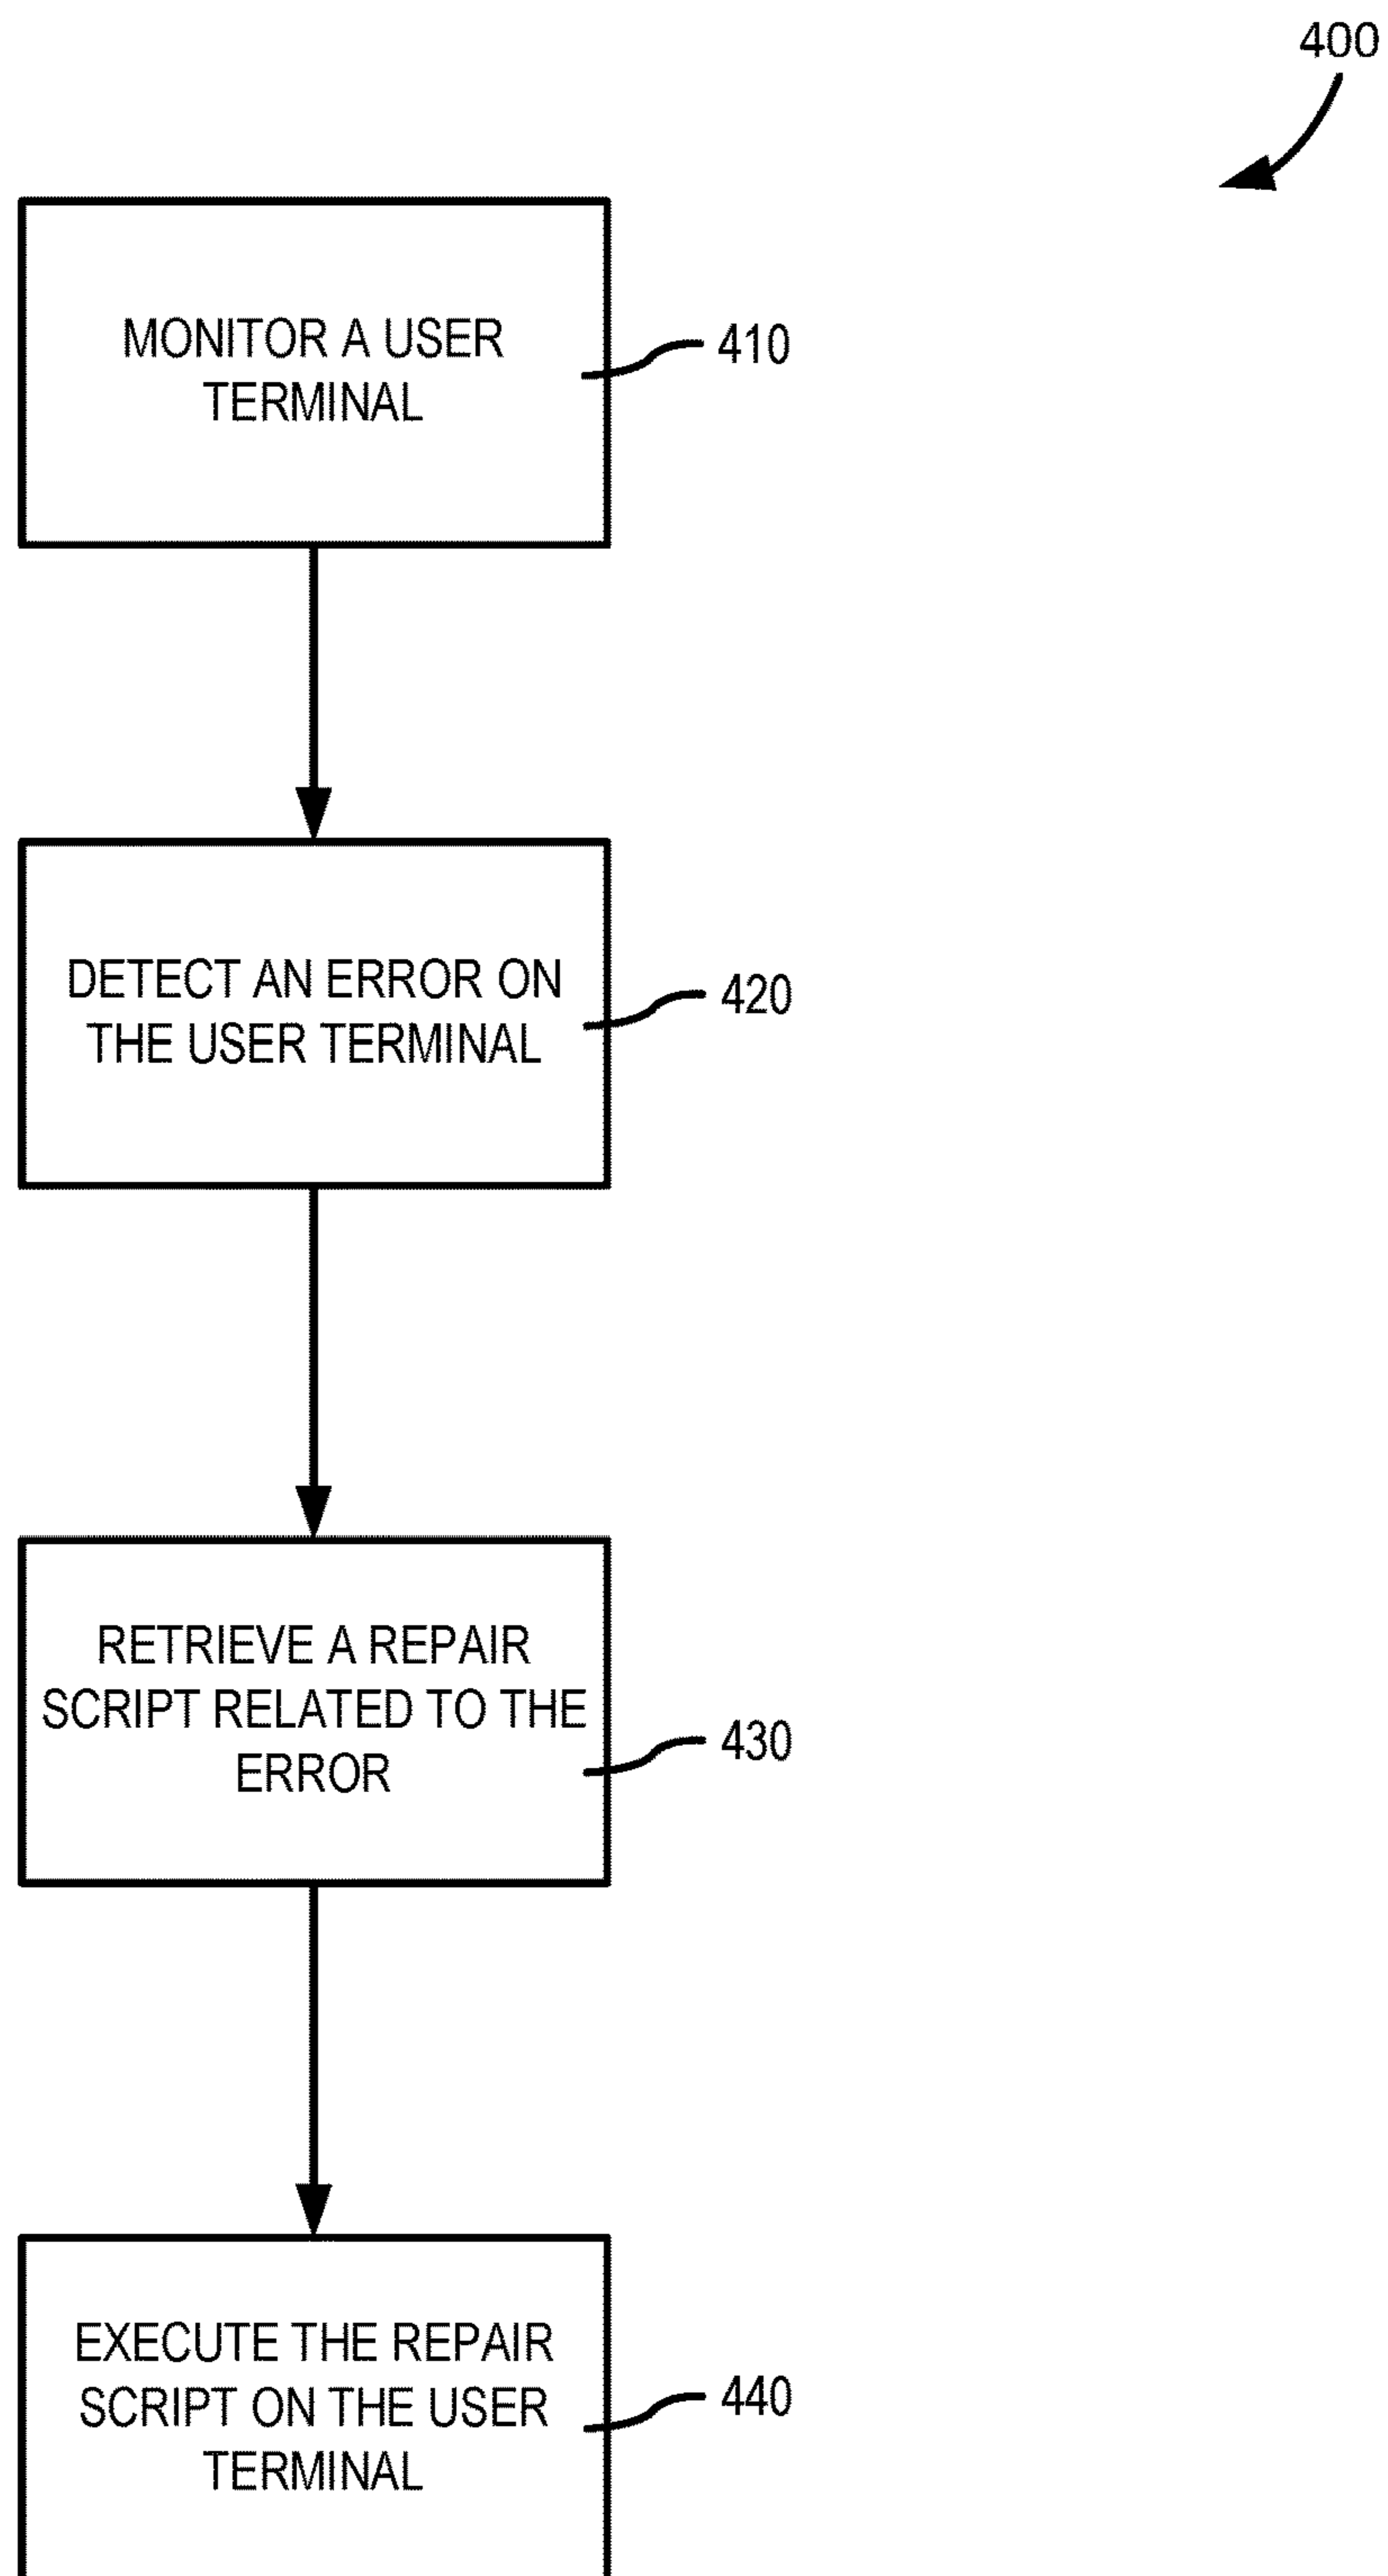 400
MONITOR A USER
TERMINAL
410
DETECT AN ERROR ON
THE USER TERMINAL
420
RETRIEVE A REPAIR
SCRIPT RELATED TO THE
ERROR
430
EXECUTE THE REPAIR
SCRIPT ON THE USER
TERMINAL
440